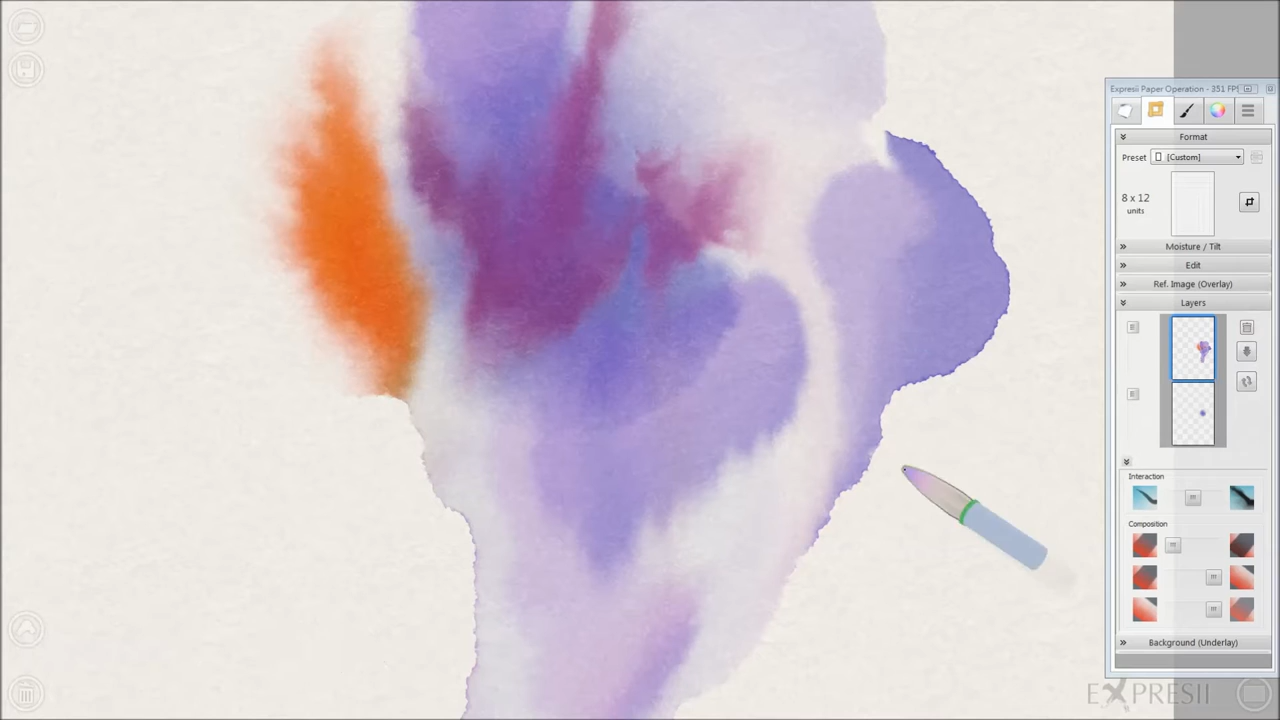 Expresii Paper Operation - 351 FPS
Format
Preset
[Custom]
8 x 12
units
Moisture / Tilt
Edit
Ref. Image (Overlay)
Layers
Interaction
Composition
Background (Underlay)
EXPRESII